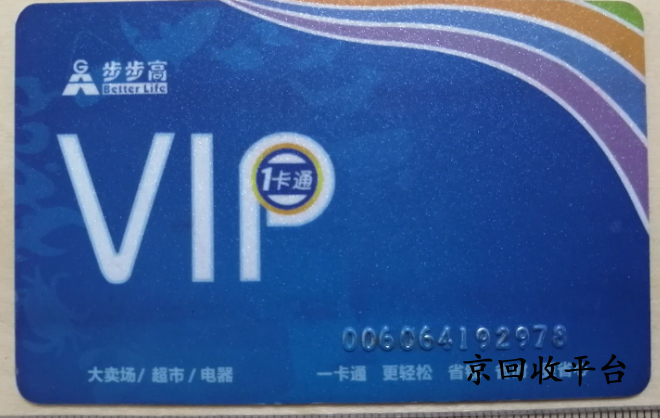 步步高
Better Life
VIP
1卡通
006064192978
大卖场/超市/电器
一卡通 更轻松 省
京回收平台